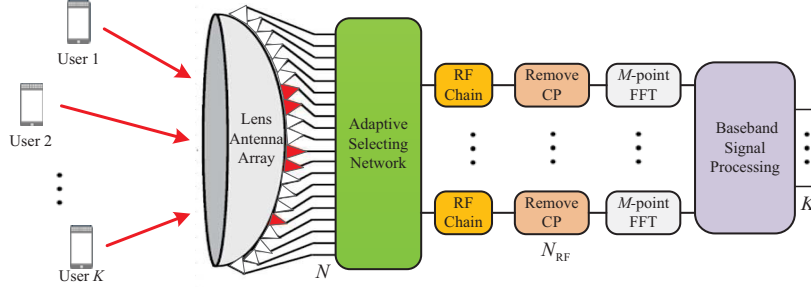 User 1
User 2
User K
Lens
Antenna
Array
N
Adaptive
Selecting
Network
RF
Chain
Remove
CP
M-point
FFT
RF
Chain
Remove
CP
M-point
FFT
N_RF
Baseband
Signal
Processing
K